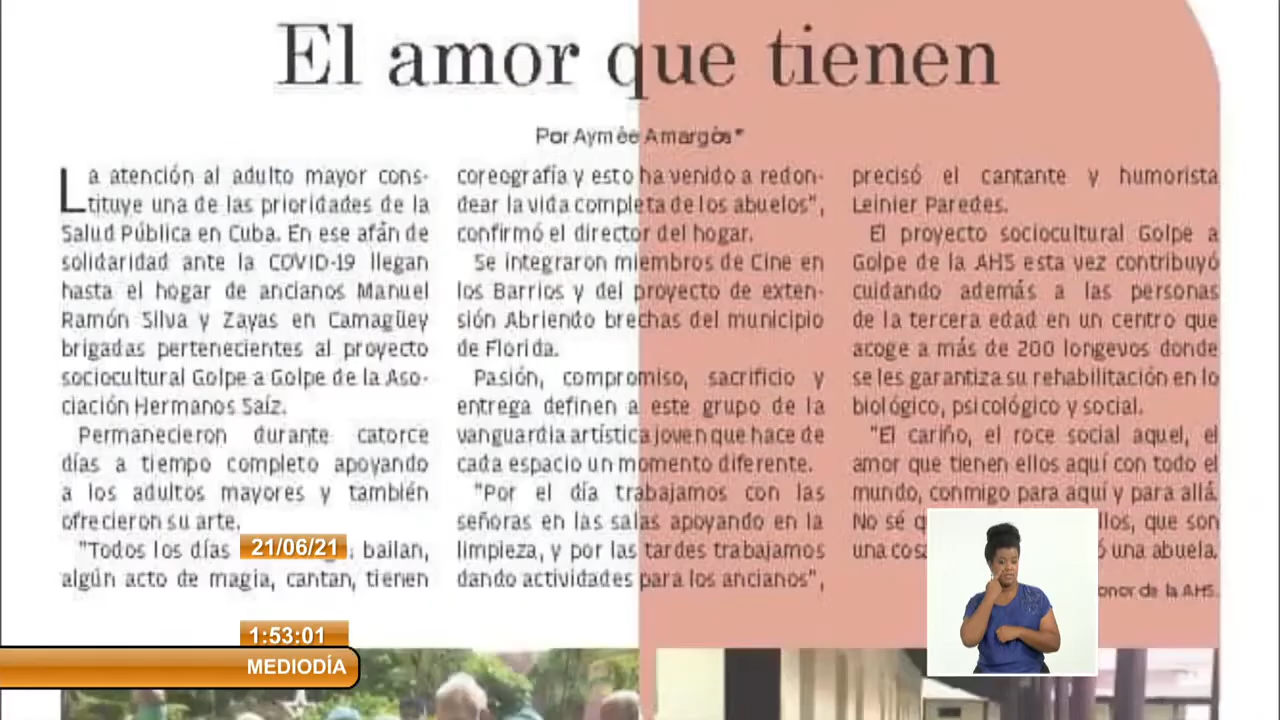 El amor que tienen
Por Aymée Amargós*
La atención al adulto mayor cons-
tituye una de las prioridades de la
Salud Pública en Cuba. En ese afán de
solidaridad ante la COVID-19 llegan
hasta el hogar de ancianos Manuel
Ramón Silva y Zayas en Camagüey
brigadas pertenecientes al proyecto
sociocultural Golpe a Golpe de la Aso-
ciación Hermanos Saíz.
Permanecieron durante catorce
días a tiempo completo apoyando
a los adultos mayores y también
ofrecieron su arte.
"Todos los días bailan,
algún acto de magia, cantan, tienen
coreografía y esto ha venido a redon-
dear la vida completa de los abuelos",
confirmó el director del hogar.
Se integraron miembros de Cine en
los Barrios y del proyecto de exten-
sión Abriendo brechas del municipio
de Florida.
Pasión, compromiso, sacrificio y
entrega definen a este grupo de la
vanguardia artística joven que hace de
cada espacio un momento diferente.
"Por el día trabajamos con las
señoras en las salas apoyando en la
limpieza, y por las tardes trabajamos
dando actividades para los ancianos",
precisó el cantante y humorista
Leinier Paredes.
El proyecto sociocultural Golpe a
Golpe de la AHS esta vez contribuyó
cuidando además a las personas
de la tercera edad en un centro que
acoge a más de 200 longevos donde
se les garantiza su rehabilitación en lo
biológico, psicológico y social.
"El cariño, el roce social aquel, el
amor que tienen ellos aquí con todo el
mundo, conmigo para aquí y para allá.
No sé que son
una una abuela.
de la AHS.
21/06/21
1:53:01
MEDIODÍA